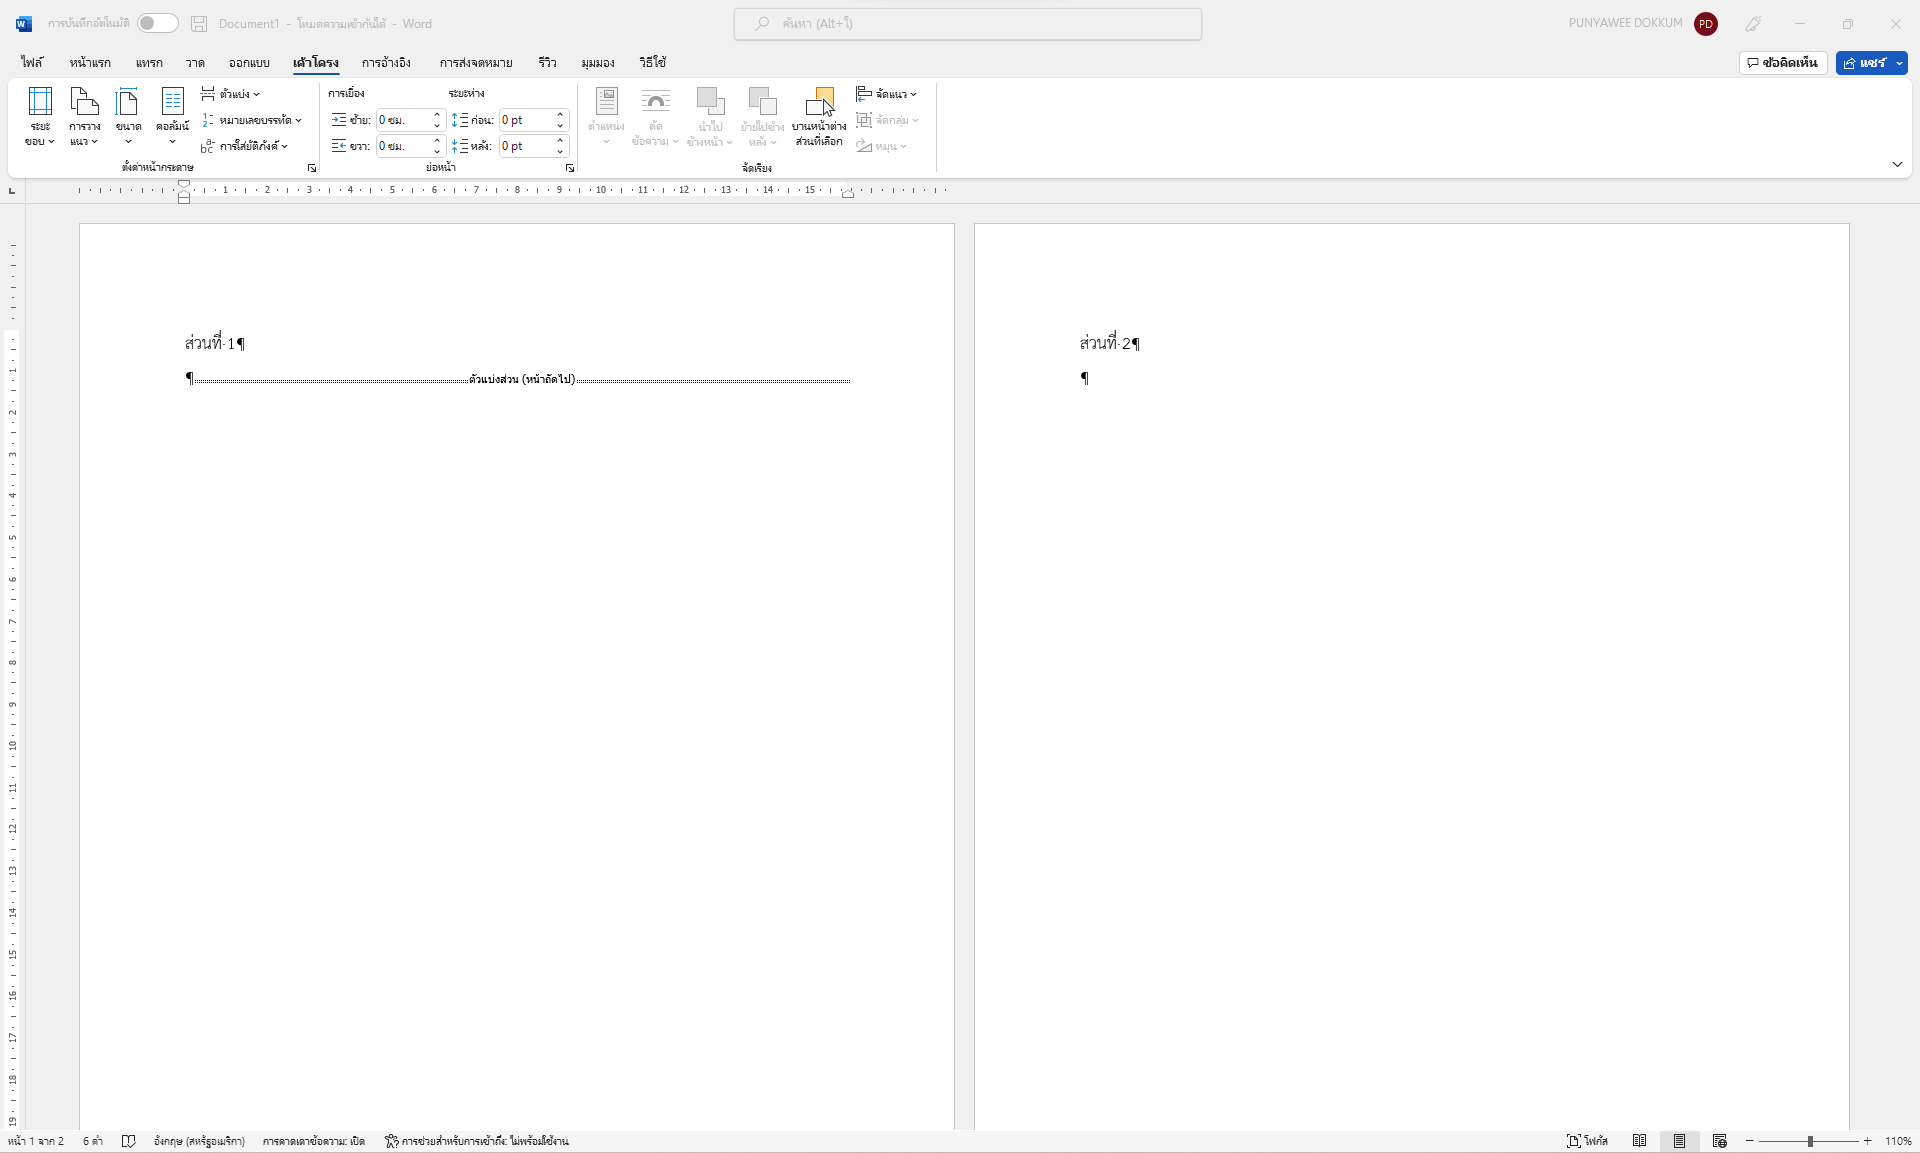 การบันทึกอัตโนมัติ Document1 - โหมดความเข้ากันได้ - Word ค้นหา (Alt+ใ) PUNYAWEE DOKKUM PD
ไฟล์ หน้าแรก แทรก วาด ออกแบบ เค้าโครง การอ้างอิง การส่งจดหมาย รีวิว มุมมอง วิธีใช้ ข้อคิดเห็น แชร์
ระยะขอบ การวางแนว ขนาด คอลัมน์
ตัวแบ่ง
หมายเลขบรรทัด
การใส่ยัติภังค์
ตั้งค่าหน้ากระดาษ
การเยื้อง ระยะห่าง
ซ้าย: 0 ซม. ก่อน: 0 pt
ขวา: 0 ซม. หลัง: 0 pt
ย่อหน้า
ตำแหน่ง ตัดข้อความ นำไปข้างหน้า ย้ายไปข้างหลัง บานหน้าต่างส่วนที่เลือก
จัดแนว
จัดกลุ่ม
หมุน
จัดเรียง
1 2 3 4 5 6 7 8 9 10 11 12 13 14 15
1 2 3 4 5 6 7 8 9 10 11 12 13 14 15 16 17 18 19
ส่วนที่·1¶
¶ ตัวแบ่งส่วน (หน้าถัดไป)
ส่วนที่·2¶
¶
หน้า 1 จาก 2 6 คำ อังกฤษ (สหรัฐอเมริกา) การคาดเดาข้อความ: เปิด การช่วยสำหรับการเข้าถึง: ไม่พร้อมใช้งาน โฟกัส 110%